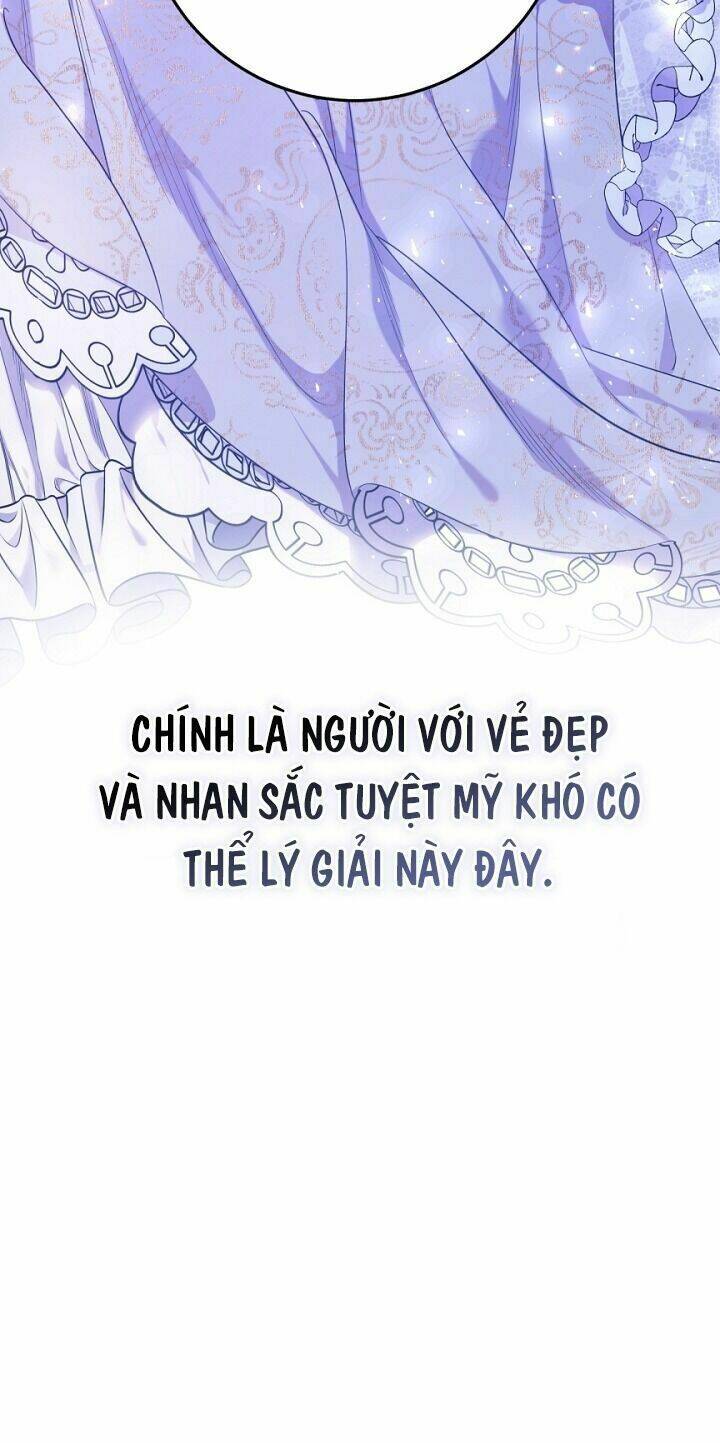 CHÍNH LÀ NGƯỜI VỚI VẺ ĐẸP
VÀ NHAN SẮC TUYỆT MỸ KHÓ CÓ
THỂ LÝ GIẢI NÀY ĐÂY.